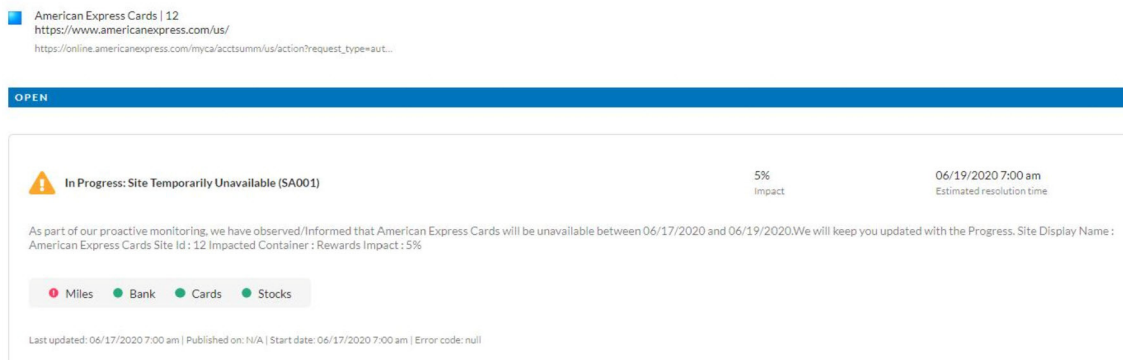 American Express Cards | 12
https://www.americanexpress.com/us/
https://online.americanexpress.com/myca/acctsumm/us/action?request_type=aut...
OPEN
In Progress: Site Temporarily Unavailable (SA001)
5%
Impact
06/19/2020 7:00 am
Estimated resolution time
As part of our proactive monitoring, we have observed/Informed that American Express Cards will be unavailable between 06/17/2020 and 06/19/2020.We will keep you updated with the Progress. Site Display Name :
American Express Cards Site Id : 12 Impacted Container : Rewards Impact : 5%
Miles Bank Cards Stocks
Last updated: 06/17/2020 7:00 am | Published on: N/A | Start date: 06/17/2020 7:00 am | Error code: null